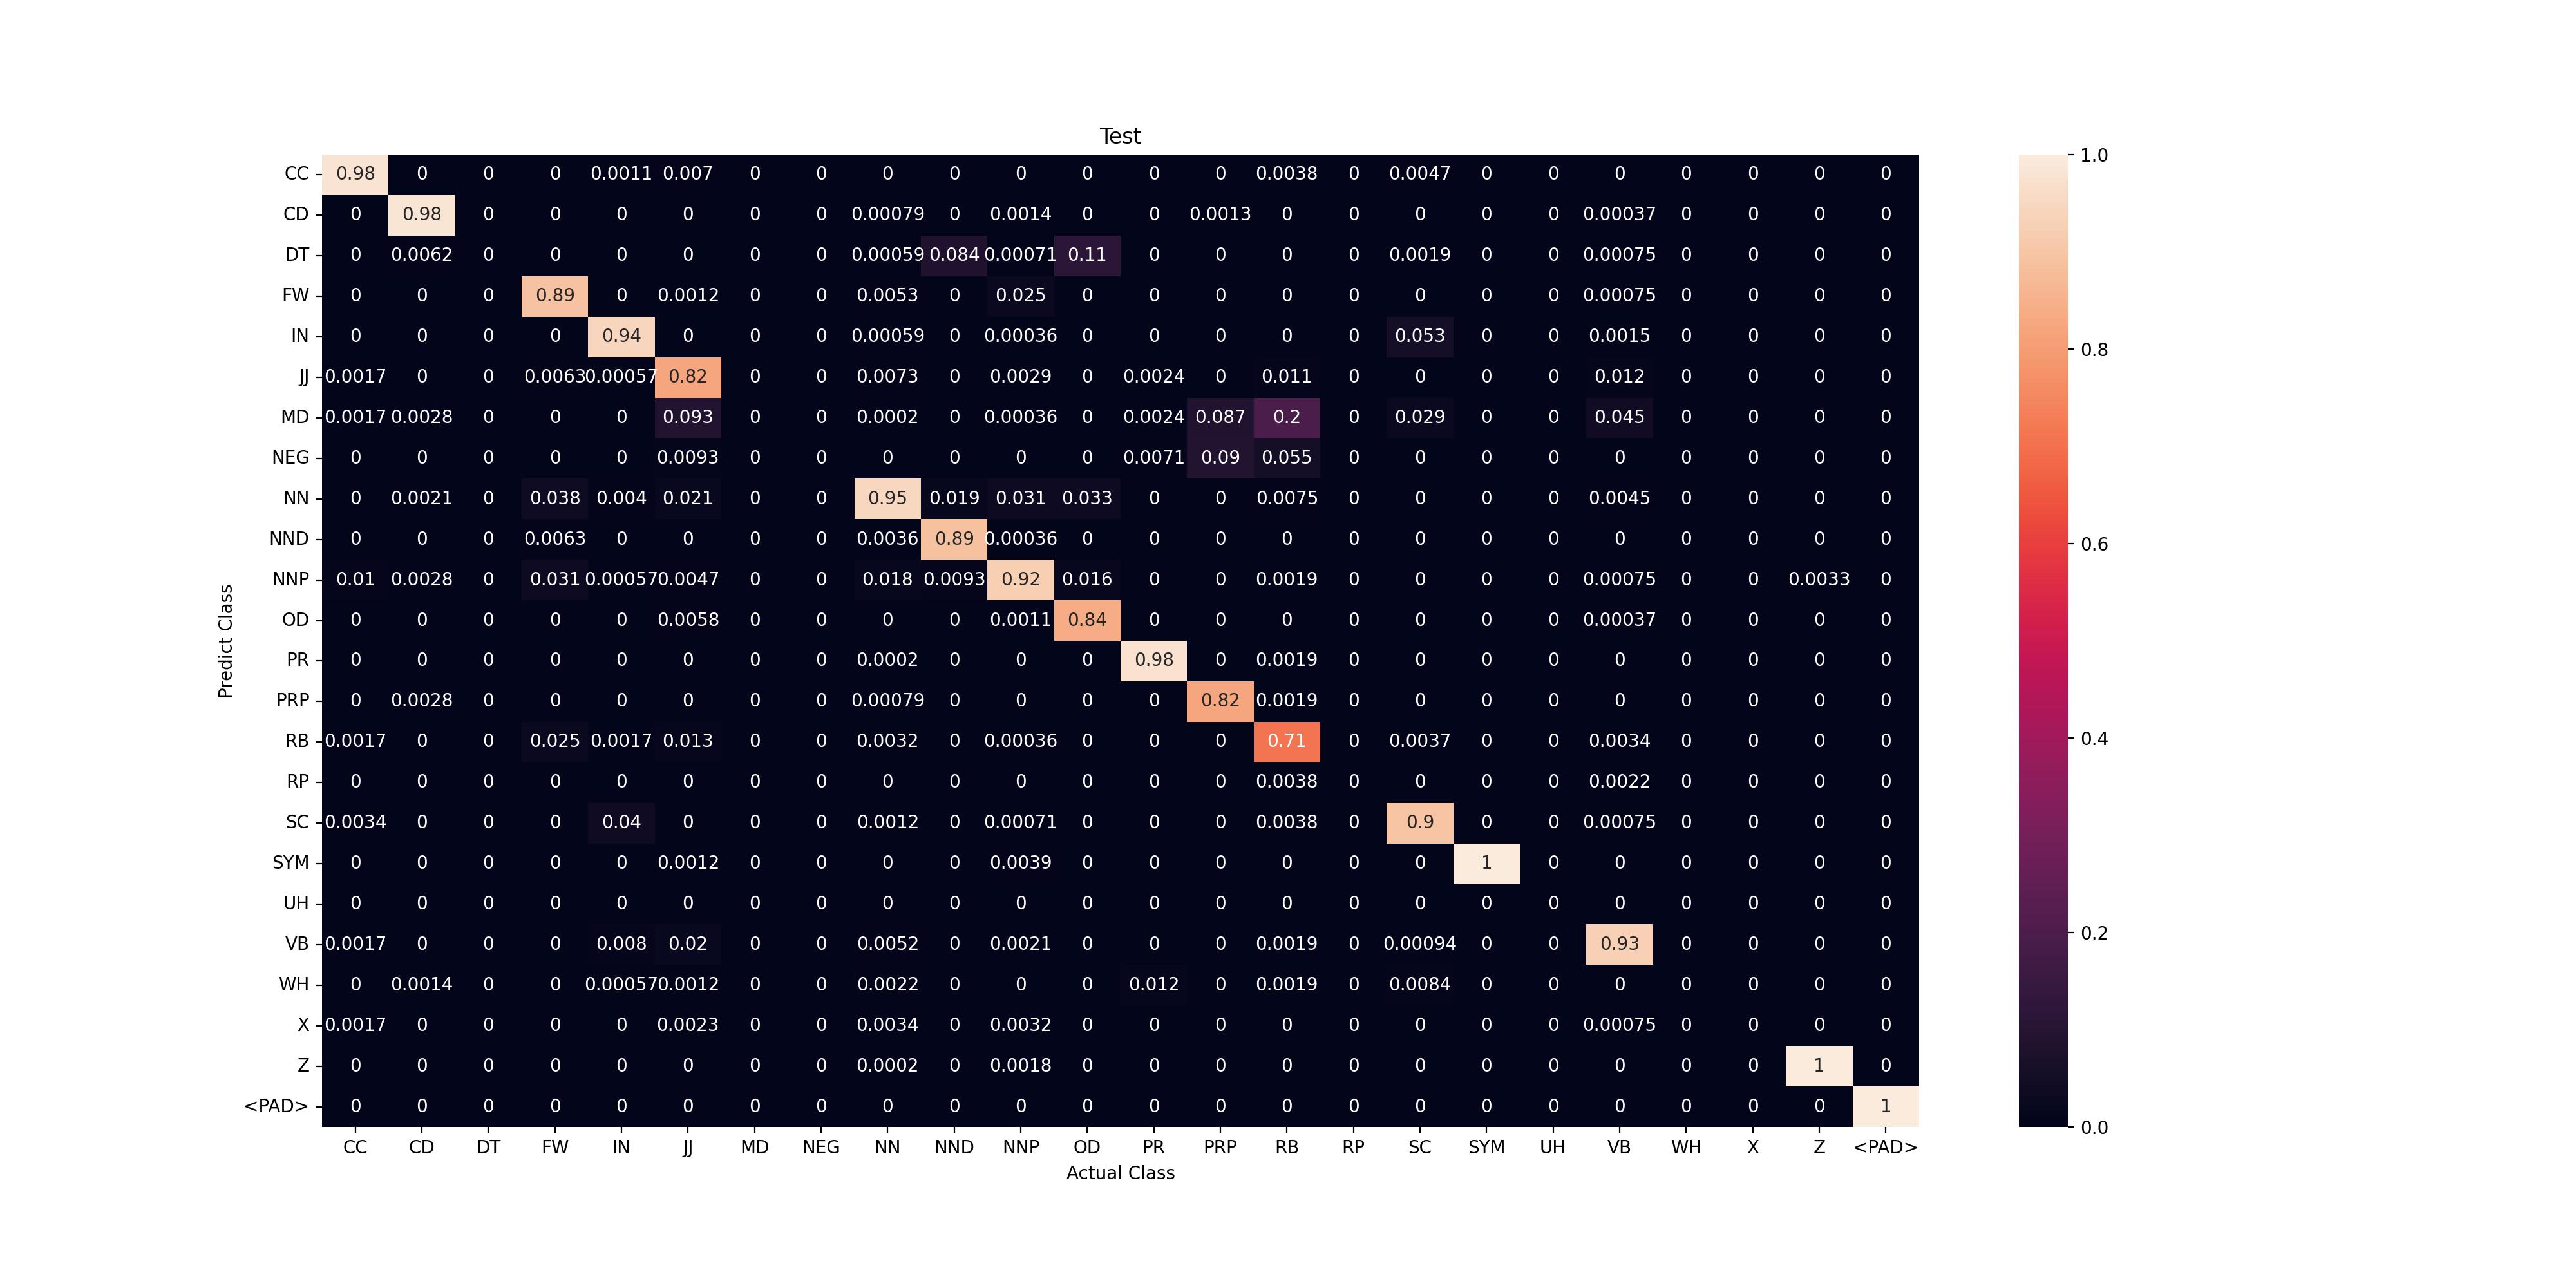 Test
CC 0.98 0 0 0 0.0011 0.007 0 0 0 0 0 0 0 0 0.0038 0 0.0047 0 0 0 0 0 0 0 1.0
CD 0 0.98 0 0 0 0 0 0 0.00079 0 0.0014 0 0 0.0013 0 0 0 0 0 0.00037 0 0 0 0
DT 0 0.0062 0 0 0 0 0 0 0.00059 0.084 0.00071 0.11 0 0 0 0 0.0019 0 0 0.00075 0 0 0 0
FW 0 0 0 0.89 0 0.0012 0 0 0.0053 0 0.025 0 0 0 0 0 0 0 0 0.00075 0 0 0 0
IN 0 0 0 0 0.94 0 0 0 0.00059 0 0.00036 0 0 0 0 0 0.053 0 0 0.0015 0 0 0 0
0.8
JJ 0.0017 0 0 0.0063 0.00057 0.82 0 0 0.0073 0 0.0029 0 0.0024 0 0.011 0 0 0 0 0.012 0 0 0 0
MD 0.0017 0.0028 0 0 0 0.093 0 0 0.0002 0 0.00036 0 0.0024 0.087 0.2 0 0.029 0 0 0.045 0 0 0 0
NEG 0 0 0 0 0 0.0093 0 0 0 0 0 0 0.0071 0.09 0.055 0 0 0 0 0 0 0 0 0
NN 0 0.0021 0 0.038 0.004 0.021 0 0 0.95 0.019 0.031 0.033 0 0 0.0075 0 0 0 0 0.0045 0 0 0 0
NND 0 0 0 0.0063 0 0 0 0 0.0036 0.89 0.00036 0 0 0 0 0 0 0 0 0 0 0 0 0
0.6
NNP 0.01 0.0028 0 0.031 0.00057 0.0047 0 0 0.018 0.0093 0.92 0.016 0 0 0.0019 0 0 0 0 0.00075 0 0 0.0033 0
OD 0 0 0 0 0 0.0058 0 0 0 0 0.0011 0.84 0 0 0 0 0 0 0 0.00037 0 0 0 0
Predict Class
PR 0 0 0 0 0 0 0 0 0.0002 0 0 0 0.98 0 0.0019 0 0 0 0 0 0 0 0 0
PRP 0 0.0028 0 0 0 0 0 0 0.00079 0 0 0 0 0.82 0.0019 0 0 0 0 0 0 0 0 0
0.4
RB 0.0017 0 0 0.025 0.0017 0.013 0 0 0.0032 0 0.00036 0 0 0 0.71 0 0.0037 0 0 0.0034 0 0 0 0
RP 0 0 0 0 0 0 0 0 0 0 0 0 0 0 0.0038 0 0 0 0 0.0022 0 0 0 0
SC 0.0034 0 0 0 0.04 0 0 0 0.0012 0 0.00071 0 0 0 0.0038 0 0.9 0 0 0.00075 0 0 0 0
SYM 0 0 0 0 0 0.0012 0 0 0 0 0.0039 0 0 0 0 0 0 1 0 0 0 0 0 0
UH 0 0 0 0 0 0 0 0 0 0 0 0 0 0 0 0 0 0 0 0 0 0 0 0
0.2
VB 0.0017 0 0 0 0.008 0.02 0 0 0.0052 0 0.0021 0 0 0 0.0019 0 0.00094 0 0 0.93 0 0 0 0
WH 0 0.0014 0 0 0.00057 0.0012 0 0 0.0022 0 0 0 0.012 0 0.0019 0 0.0084 0 0 0 0 0 0 0
X 0.0017 0 0 0 0 0.0023 0 0 0.0034 0 0.0032 0 0 0 0 0 0 0 0 0.00075 0 0 0 0
Z 0 0 0 0 0 0 0 0 0.0002 0 0.0018 0 0 0 0 0 0 0 0 0 0 0 1 0
<PAD> 0 0 0 0 0 0 0 0 0 0 0 0 0 0 0 0 0 0 0 0 0 0 0 1
0.0
CC CD DT FW IN JJ MD NEG NN NND NNP OD PR PRP RB RP SC SYM UH VB WH X Z <PAD>
Actual Class